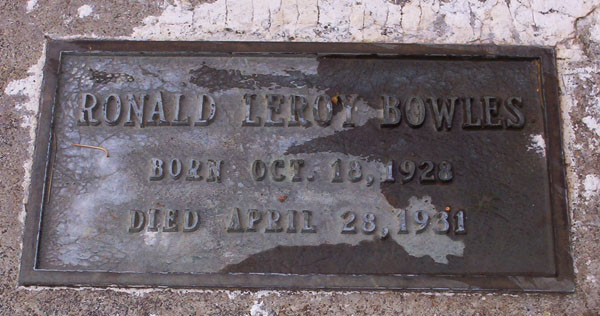 RONALD LEROY BOWLES
BORN OCT. 18, 1928
DIED APRIL 28, 1931